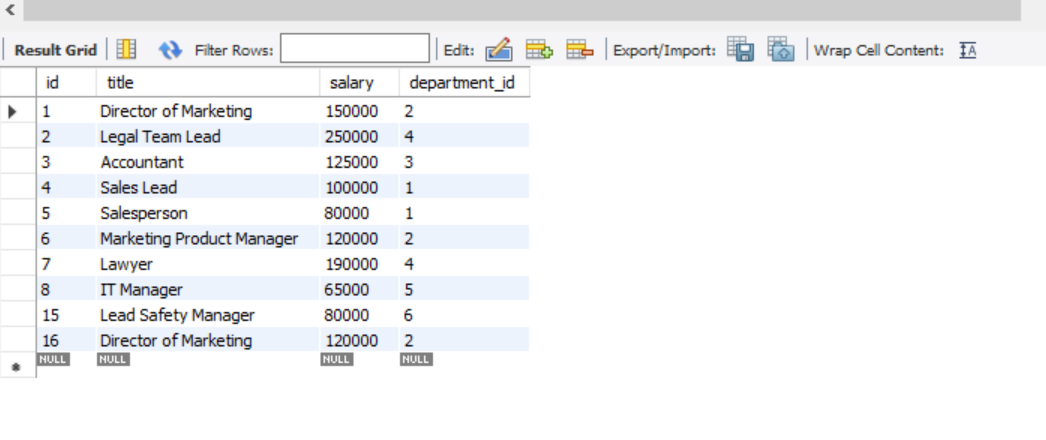 Result Grid Filter Rows: Edit: Export/Import: Wrap Cell Content: IA
id title salary department_id
1 Director of Marketing 150000 2
2 Legal Team Lead 250000 4
3 Accountant 125000 3
4 Sales Lead 100000 1
5 Salesperson 80000 1
6 Marketing Product Manager 120000 2
7 Lawyer 190000 4
8 IT Manager 65000 5
15 Lead Safety Manager 80000 6
16 Director of Marketing 120000 2
NULL NULL NULL NULL